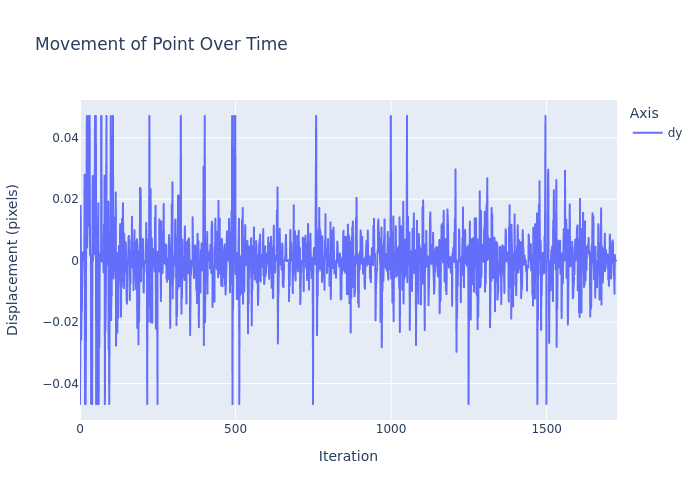 Movement of Point Over Time
Axis
dy
Displacement (pixels)
0.04
0.02
0
−0.02
−0.04
0
500
1000
1500
Iteration